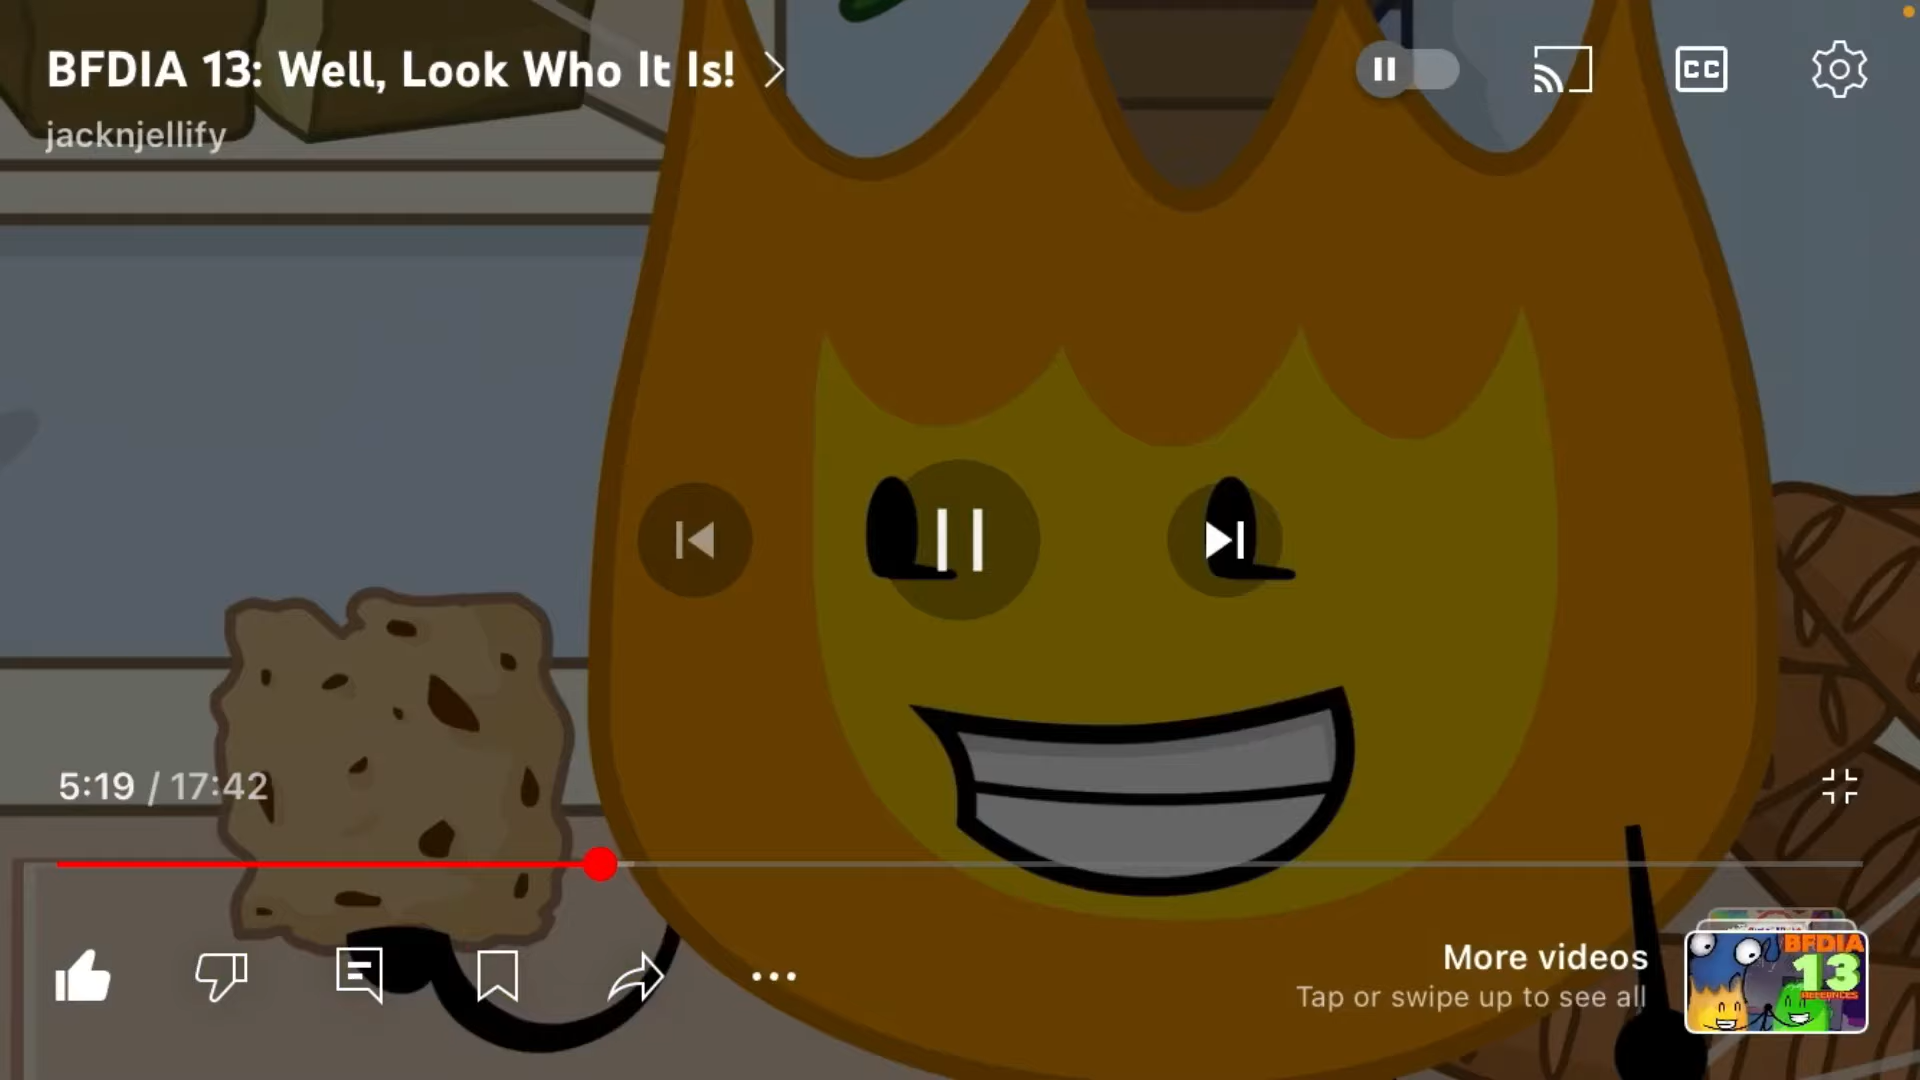 BFDIA 13: Well, Look Who It Is!
jacknjellify
CC
5:19 / 17:42
More videos
Tap or swipe up to see all
BFDIA
13